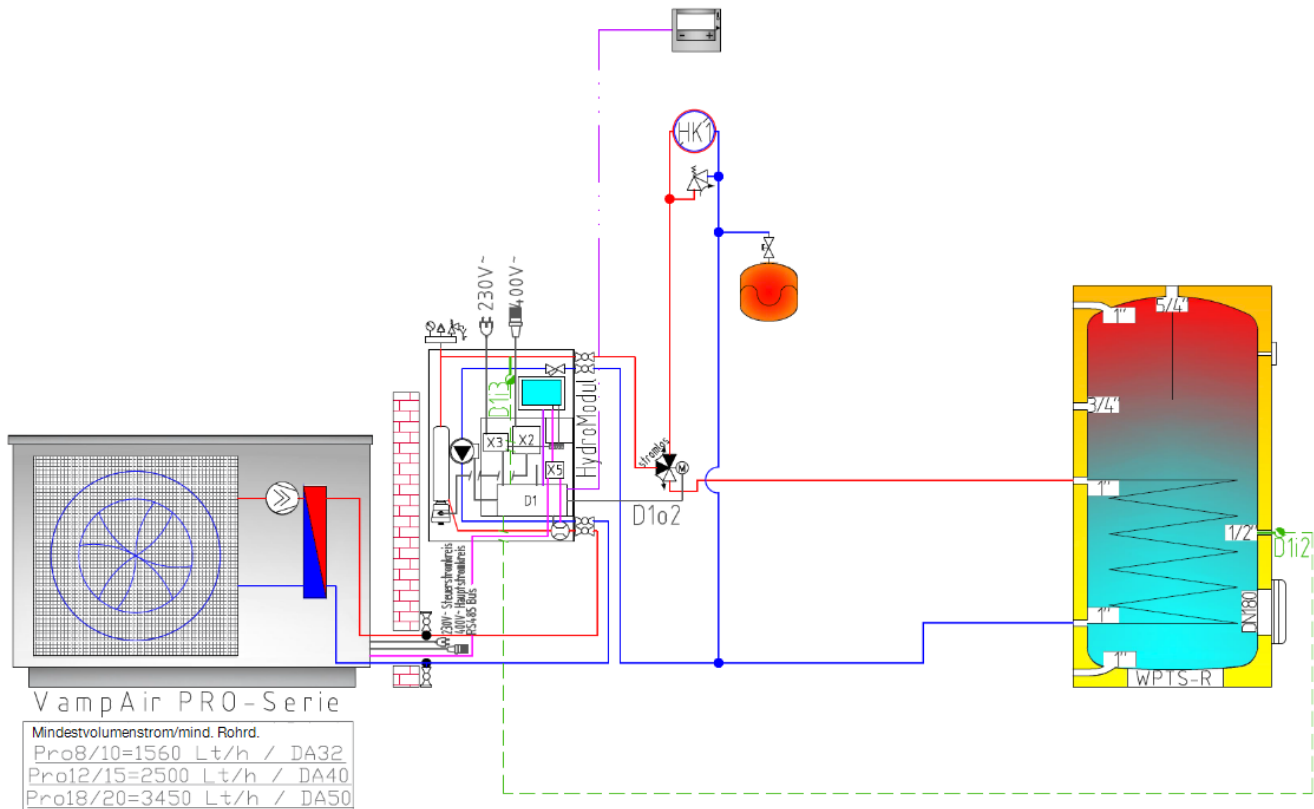 HK1
230V~
400V~
5/4"
1"
D1i3
HydroModul
3/4"
stromlos
X3
X2
X5
M
1"
D1
D1o2
1/2"
D1i2
230V~ Steuerstromkreis
400V~ Hauptstromkreis
RS485 Bus
DN180
1"
1"
WPTS-R
VampAir PRO-Serie
Mindestvolumenstrom/mind. Rohrd.
Pro8/10=1560 Lt/h / DA32
Pro12/15=2500 Lt/h / DA40
Pro18/20=3450 Lt/h / DA50